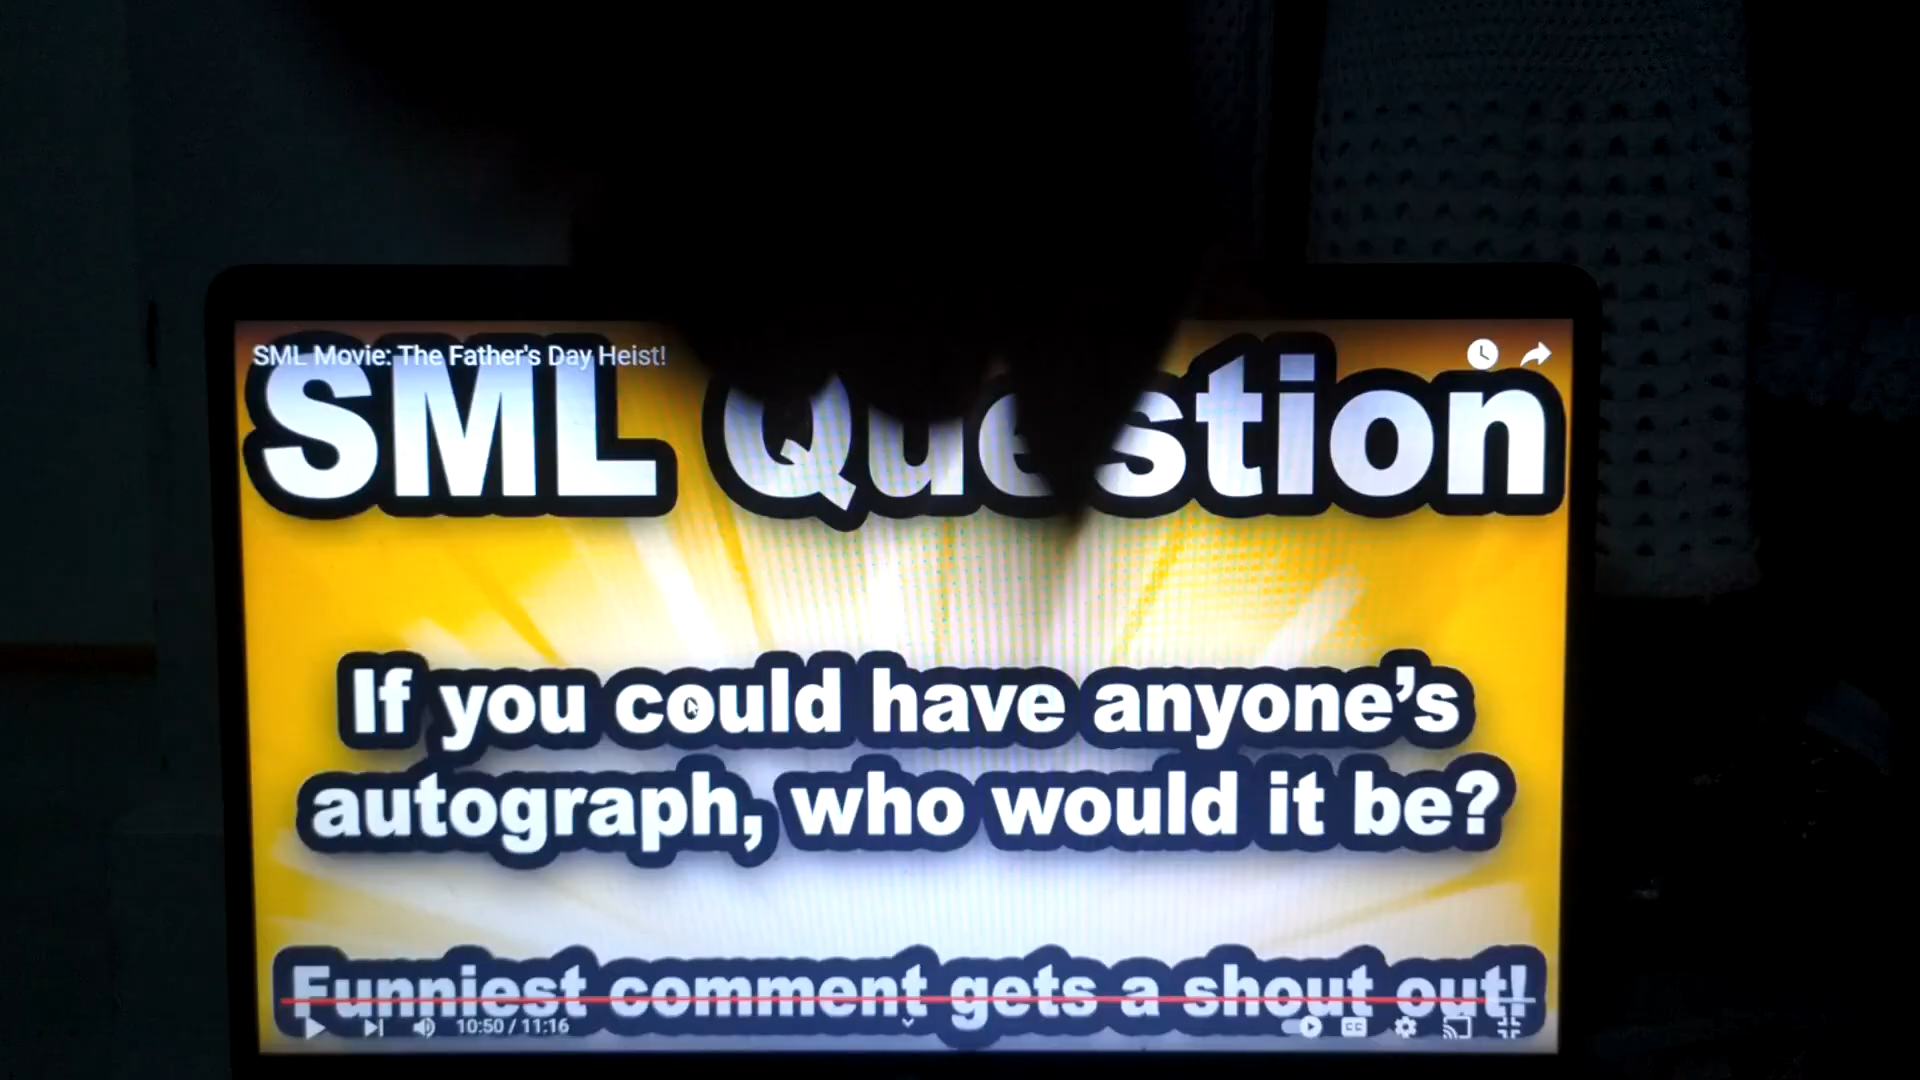 SML Movie: The Father's Day Heist!
SML Question
If you could have anyone's
autograph, who would it be?
Funniest comment gets a shout out!
10:50 / 11:16
CC